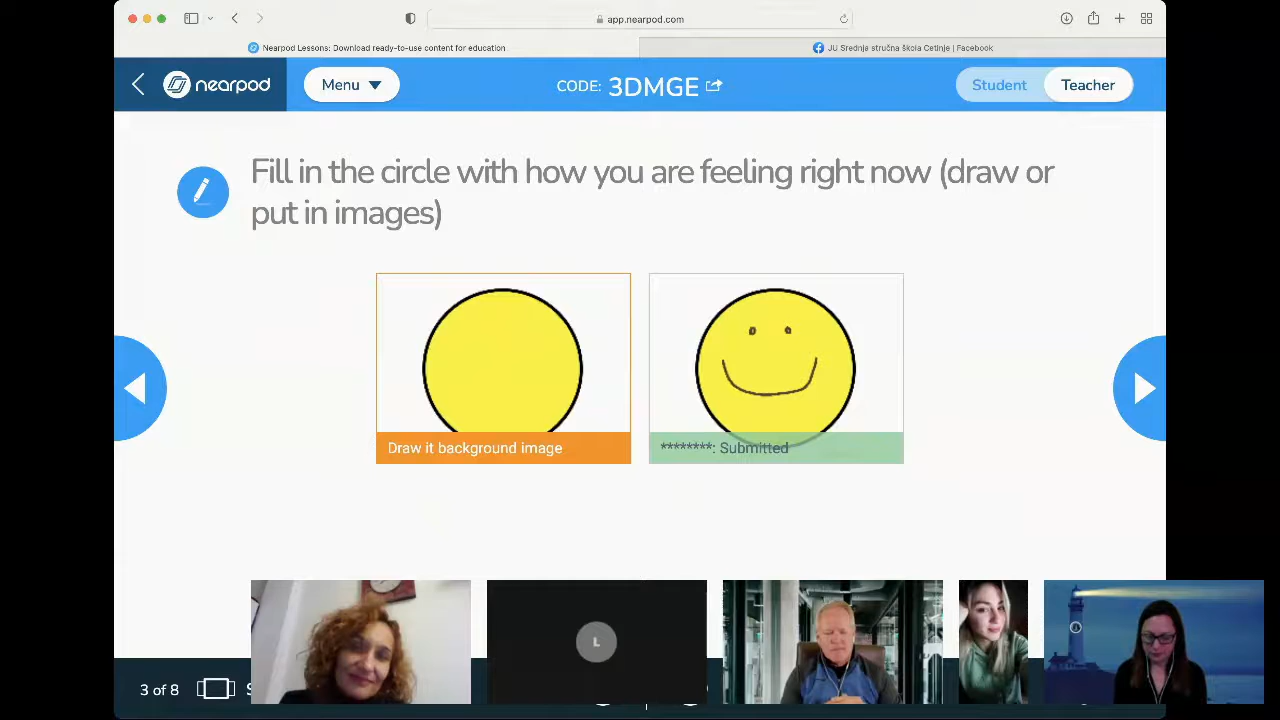 app.nearpod.com
Nearpod Lessons: Download ready-to-use content for education
JU Srednje stručna škola Cetinje | Facebook
nearpod
Menu
CODE: 3DMGE
Student
Teacher
Fill in the circle with how you are feeling right now (draw or
put in images)
Draw it background image
********: Submitted
L
3 of 8
S